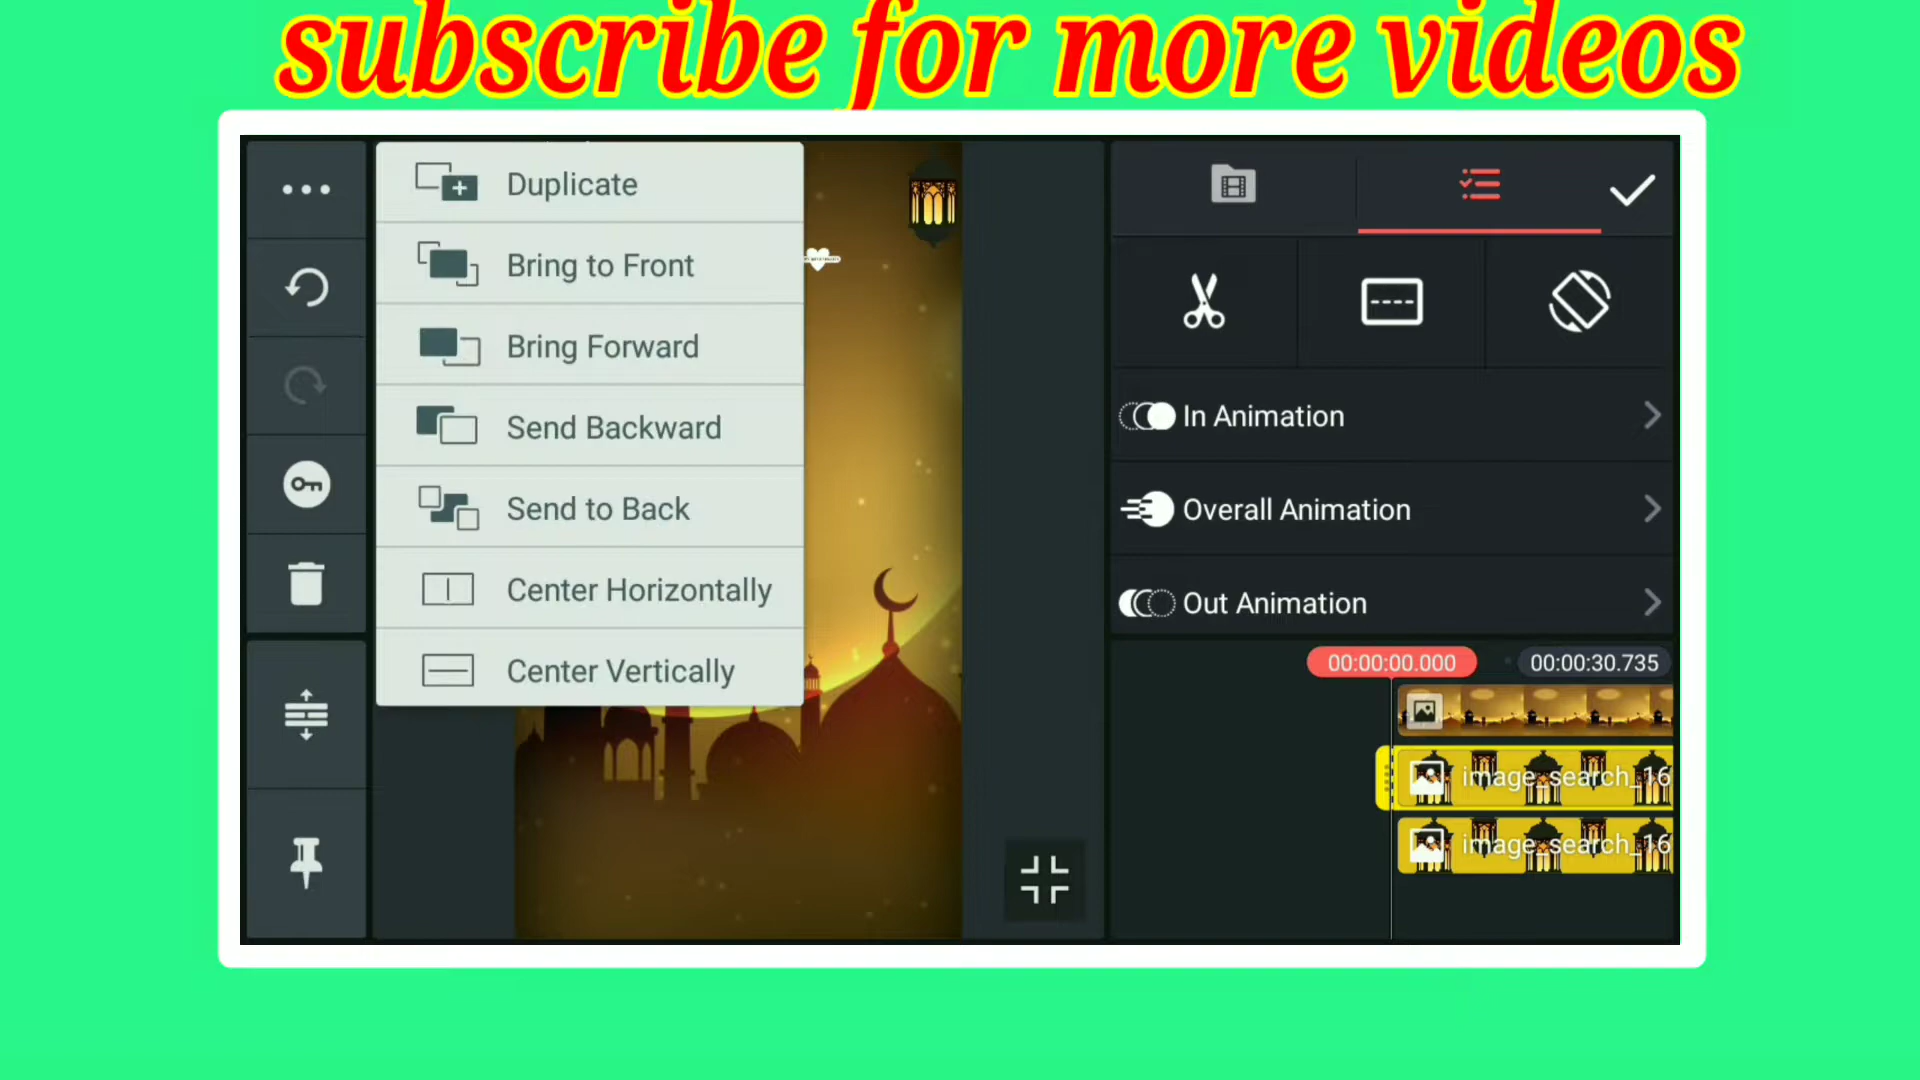 subscribe for more videos
Duplicate
Bring to Front
Bring Forward
Send Backward
Send to Back
Center Horizontally
Center Vertically
In Animation
Overall Animation
Out Animation
00:00:00.000
00:00:30.735
image_search_16
image_search_16